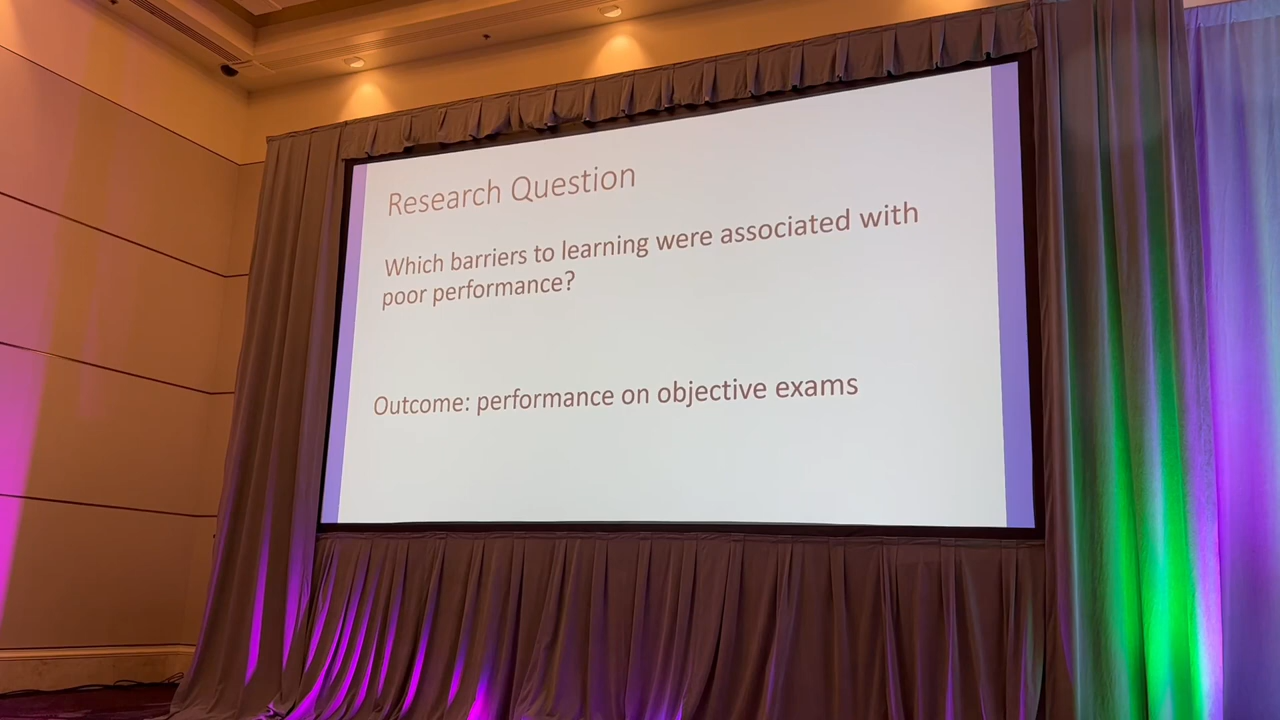 Research Question
Which barriers to learning were associated with
poor performance?
Outcome: performance on objective exams